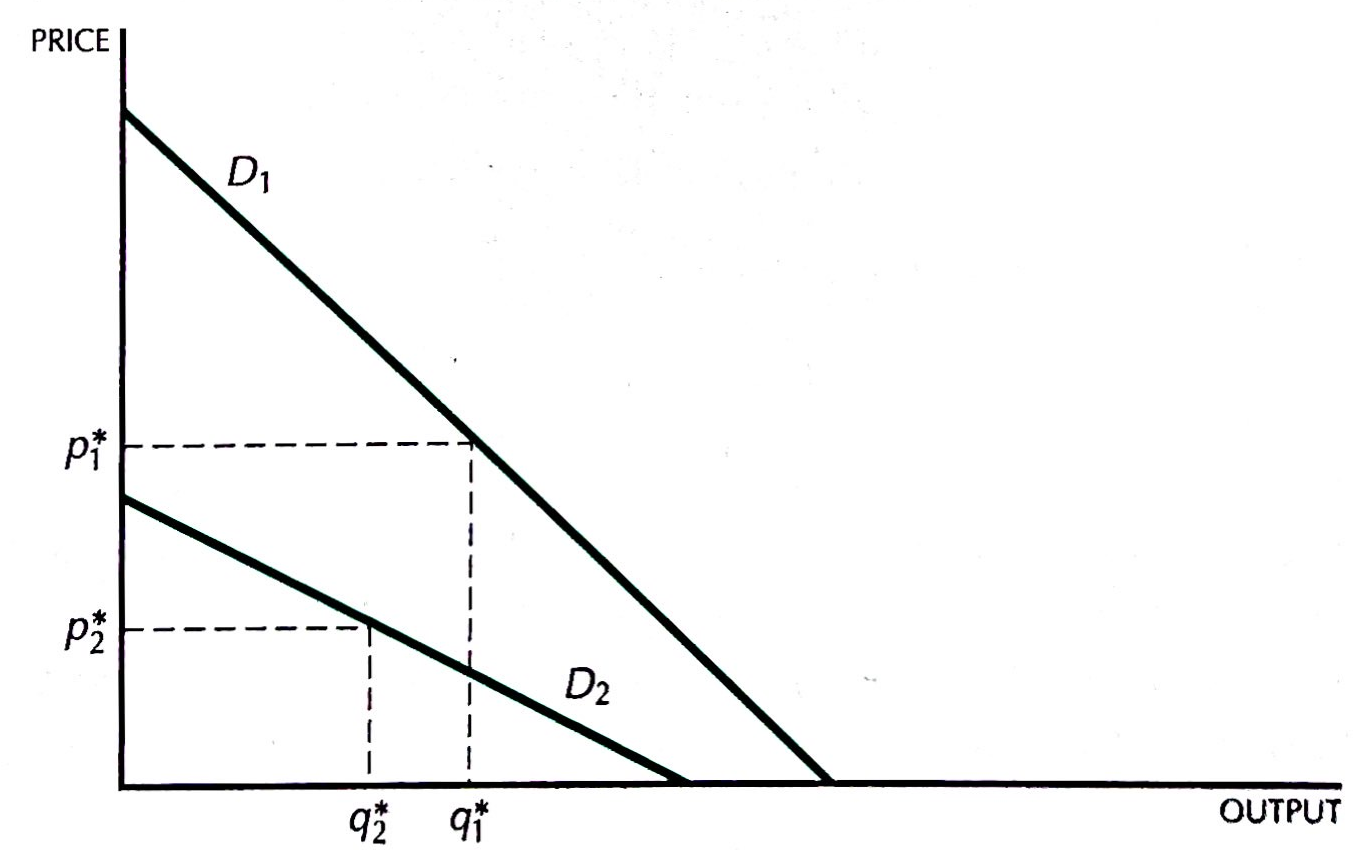 PRICE
D₁
p₁*
p₂*
D₂
q₂* q₁*
OUTPUT